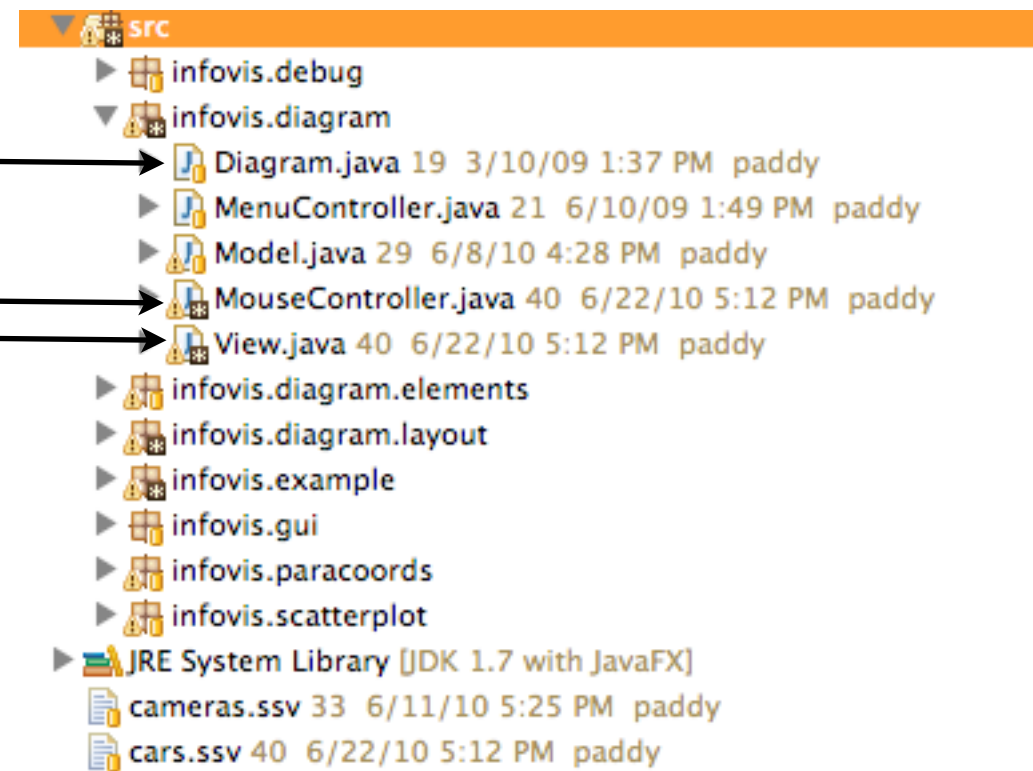 src
infovis.debug
infovis.diagram
Diagram.java 19 3/10/09 1:37 PM paddy
MenuController.java 21 6/10/09 1:49 PM paddy
Model.java 29 6/8/10 4:28 PM paddy
MouseController.java 40 6/22/10 5:12 PM paddy
View.java 40 6/22/10 5:12 PM paddy
infovis.diagram.elements
infovis.diagram.layout
infovis.example
infovis.gui
infovis.paracoords
infovis.scatterplot
JRE System Library [JDK 1.7 with JavaFX]
cameras.ssv 33 6/11/10 5:25 PM paddy
cars.ssv 40 6/22/10 5:12 PM paddy